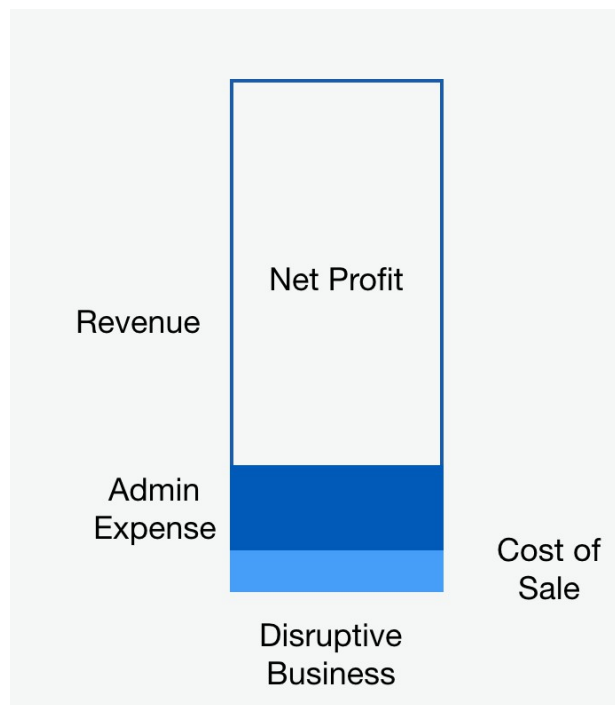 Net Profit
Revenue
Admin
Expense
Cost of
Sale
Disruptive
Business